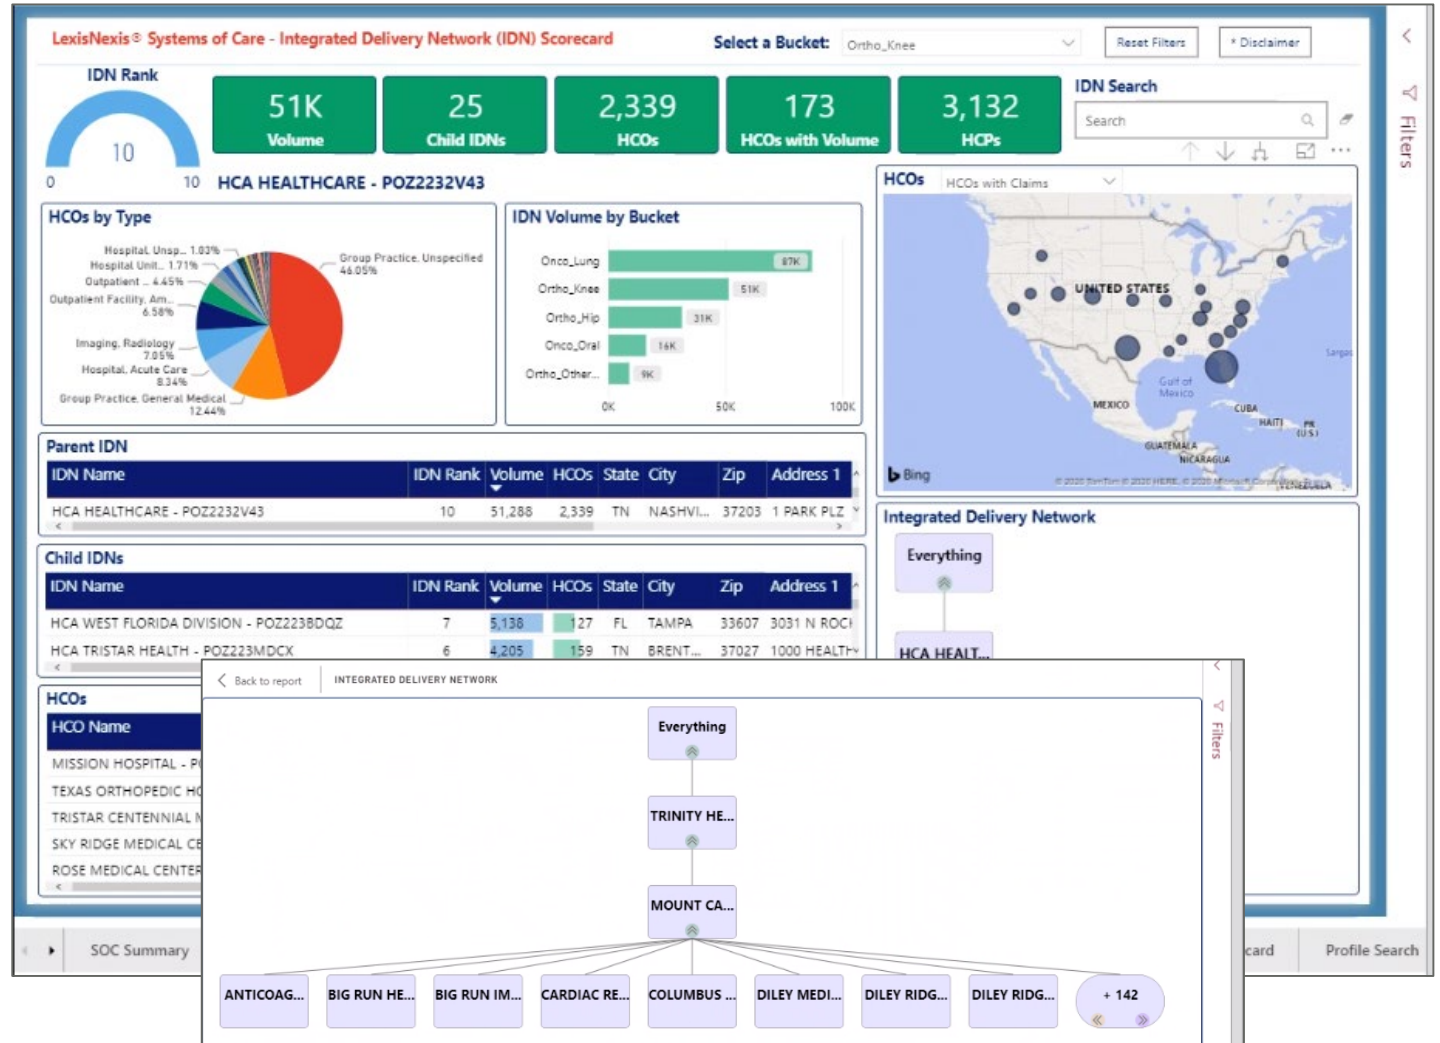 LexisNexis® Systems of Care - Integrated Delivery Network (IDN) Scorecard
Select a Bucket: Ortho_Knee
Reset Filters
* Disclaimer
IDN Rank
10
0 10
51K
Volume
25
Child IDNs
2,339
HCOs
173
HCOs with Volume
3,132
HCPs
IDN Search
Search
Filters
HCA HEALTHCARE - POZ2232V43
HCOs by Type
Hospital, Unsp... 1.03%
Hospital Unit... 1.71%
Outpatient ... 4.45%
Outpatient Facility, Am...
6.58%
Imaging, Radiology
7.05%
Hospital, Acute Care
8.34%
Group Practice, General Medical
12.44%
Group Practice, Unspecified
46.05%
IDN Volume by Bucket
Onco_Lung 87K
Ortho_Knee 51K
Ortho_Hip 31K
Onco_Oral 16K
Ortho_Other... 9K
0K 50K 100K
HCOs HCOs with Claims
UNITED STATES
Gulf of
Mexico
MEXICO
CUBA
HAITI
PR
(U.S.)
GUATEMALA
NICARAGUA
VENEZUELA
Sargas
Bing
Parent IDN
IDN Name IDN Rank Volume HCOs State City Zip Address 1
HCA HEALTHCARE - POZ2232V43 10 51,288 2,339 TN NASHVI... 37203 1 PARK PLZ
Child IDNs
IDN Name IDN Rank Volume HCOs State City Zip Address 1
HCA WEST FLORIDA DIVISION - POZ223BDQZ 7 5,138 127 FL TAMPA 33607 3031 N ROCK
HCA TRISTAR HEALTH - POZ223MDCX 6 4,205 159 TN BRENT... 37027 1000 HEALTH
HCOs
HCO Name
MISSION HOSPITAL - P
TEXAS ORTHOPEDIC HO
TRISTAR CENTENNIAL M
SKY RIDGE MEDICAL CE
ROSE MEDICAL CENTER
Integrated Delivery Network
Everything
HCA HEALT...
SOC Summary
card
Profile Search
Back to report
INTEGRATED DELIVERY NETWORK
Filters
Everything
TRINITY HE...
MOUNT CA...
ANTICOAG...
BIG RUN HE...
BIG RUN IM...
CARDIAC RE...
COLUMBUS ...
DILEY MEDI...
DILEY RIDG...
DILEY RIDG...
+ 142